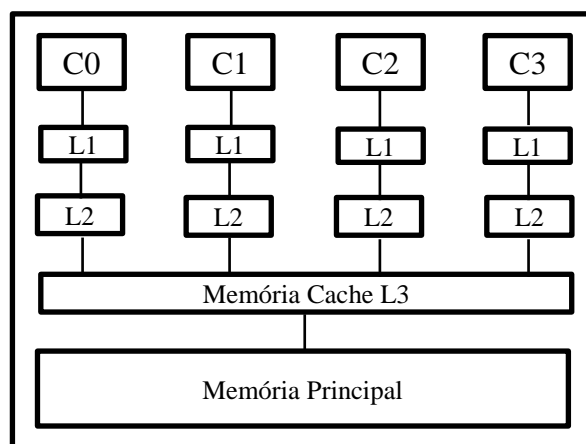 C0 C1 C2 C3
L1 L1 L1 L1
L2 L2 L2 L2
Memória Cache L3
Memória Principal